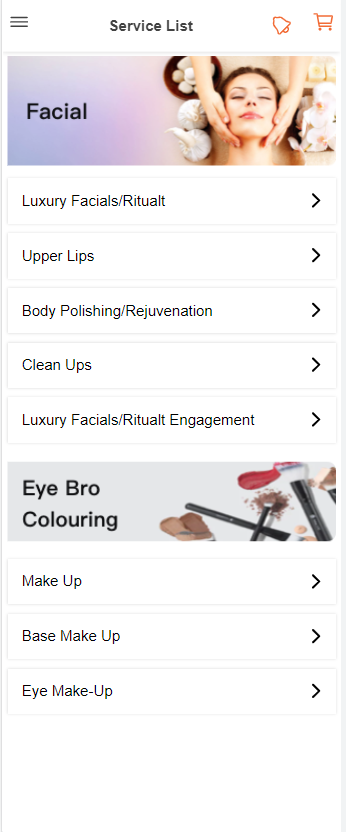 Service List
Facial
Luxury Facials/Ritualt
Upper Lips
Body Polishing/Rejuvenation
Clean Ups
Luxury Facials/Ritualt Engagement
Eye Bro
Colouring
Make Up
Base Make Up
Eye Make-Up